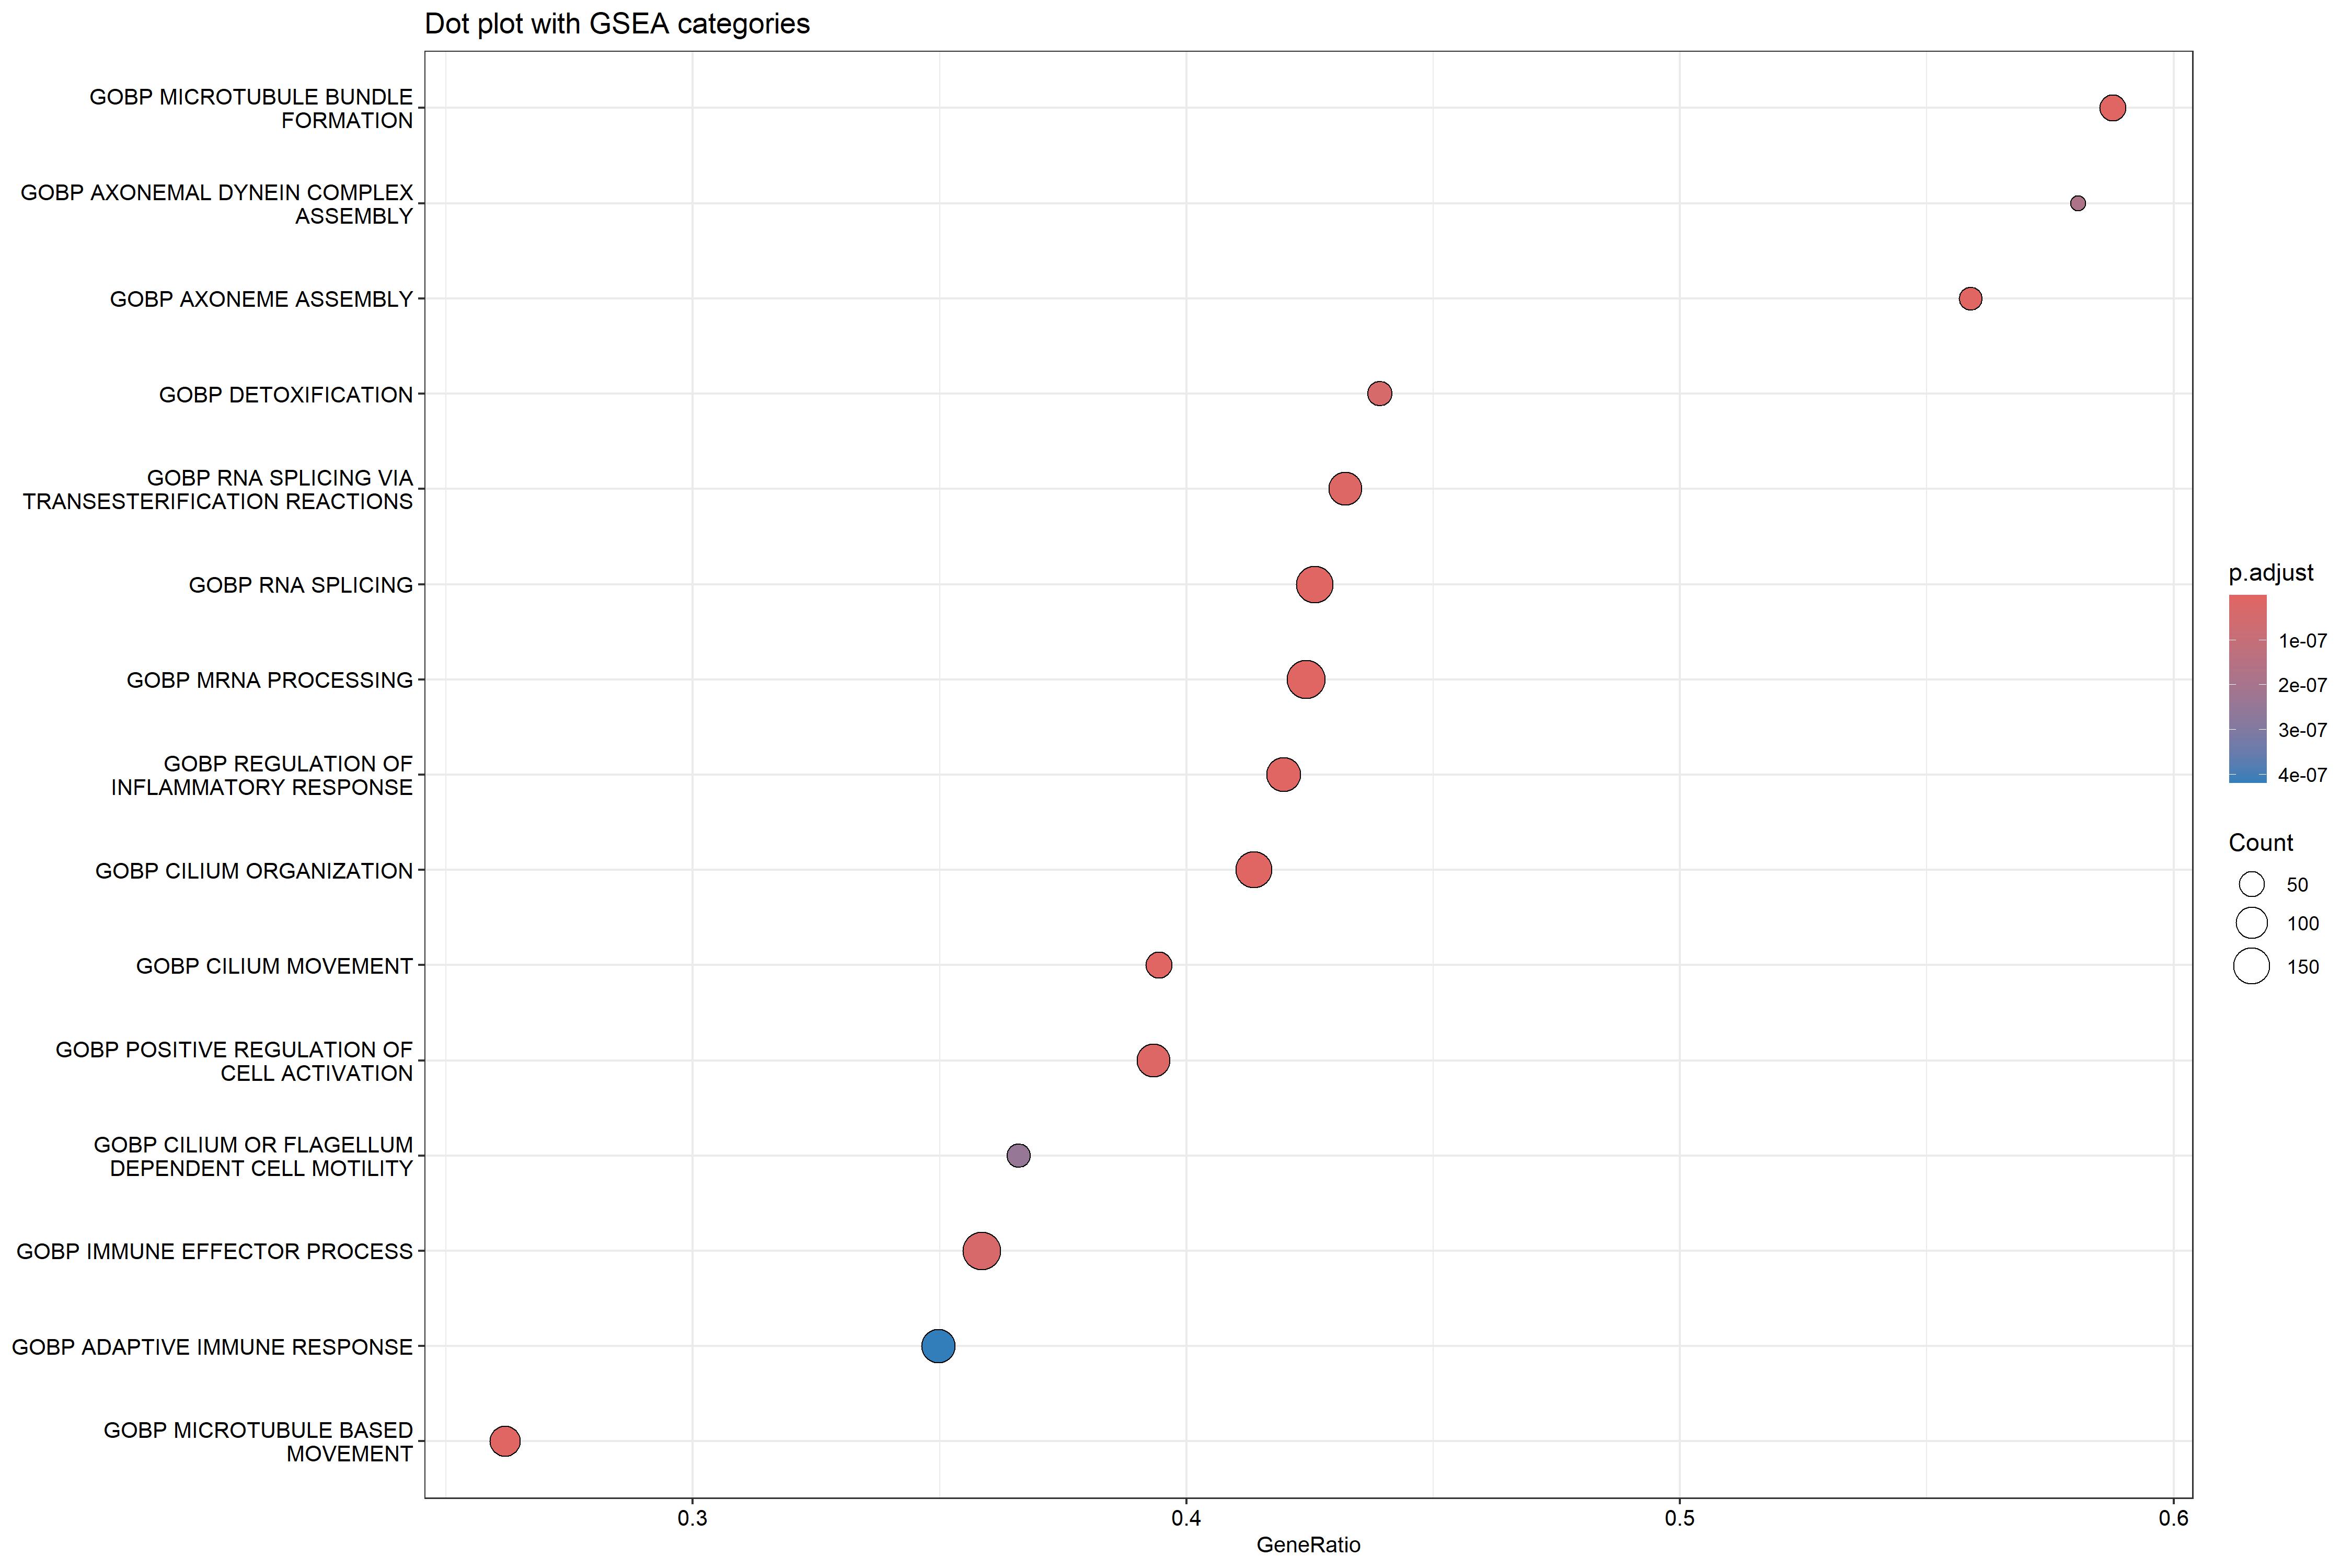 Dot plot with GSEA categories
GOBP MICROTUBULE BUNDLE
FORMATION
GOBP AXONEMAL DYNEIN COMPLEX
ASSEMBLY
GOBP AXONEME ASSEMBLY
GOBP DETOXIFICATION
GOBP RNA SPLICING VIA
TRANSESTERIFICATION REACTIONS
GOBP RNA SPLICING
GOBP MRNA PROCESSING
GOBP REGULATION OF
INFLAMMATORY RESPONSE
GOBP CILIUM ORGANIZATION
GOBP CILIUM MOVEMENT
GOBP POSITIVE REGULATION OF
CELL ACTIVATION
GOBP CILIUM OR FLAGELLUM
DEPENDENT CELL MOTILITY
GOBP IMMUNE EFFECTOR PROCESS
GOBP ADAPTIVE IMMUNE RESPONSE
GOBP MICROTUBULE BASED
MOVEMENT
0.3 0.4 0.5 0.6
GeneRatio
p.adjust
1e-07
2e-07
3e-07
4e-07
Count
50
100
150